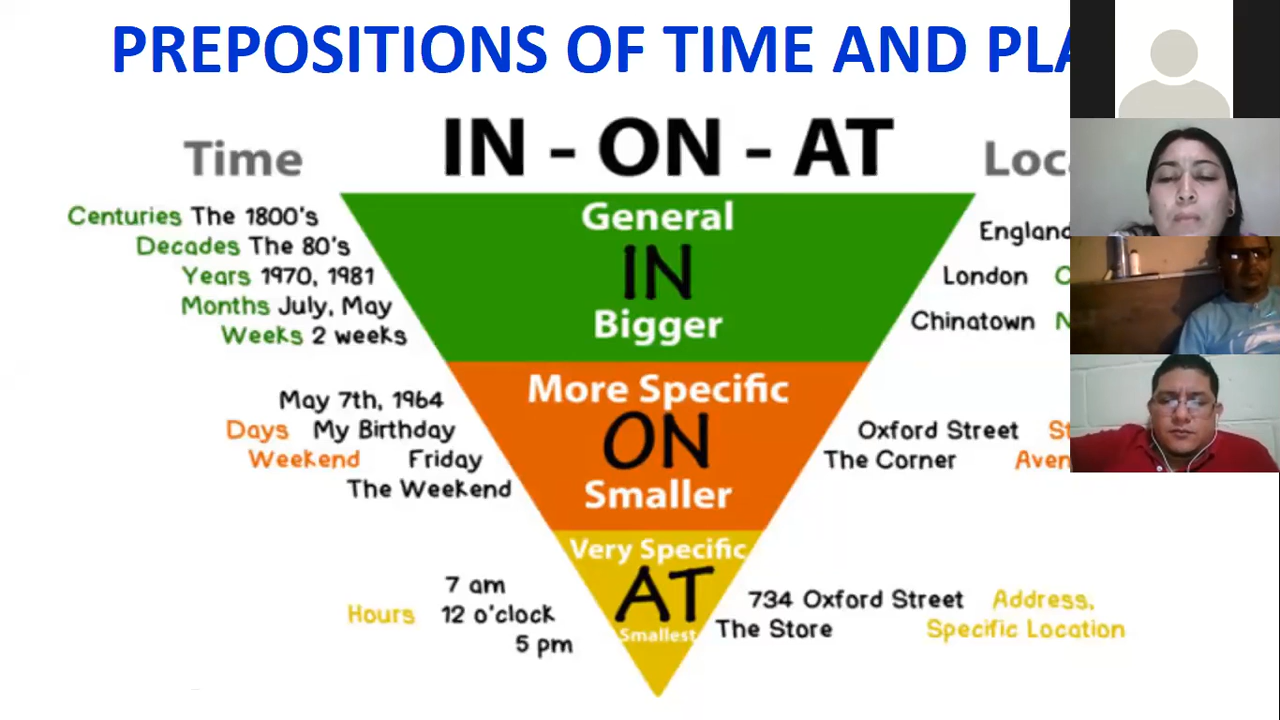 PREPOSITIONS OF TIME AND
IN - ON - AT
Time
Centuries The 1800's
Decades The 80's
Years 1970, 1981
Months July, May
Weeks 2 weeks
General
IN
Bigger
England
London
Chinatown
May 7th, 1964
Days My Birthday
Weekend Friday
The Weekend
More Specific
ON
Smaller
Oxford Street
The Corner
Hours
7 am
12 o'clock
5 pm
Very Specific
AT
Smallest
734 Oxford Street Address,
The Store Specific Location